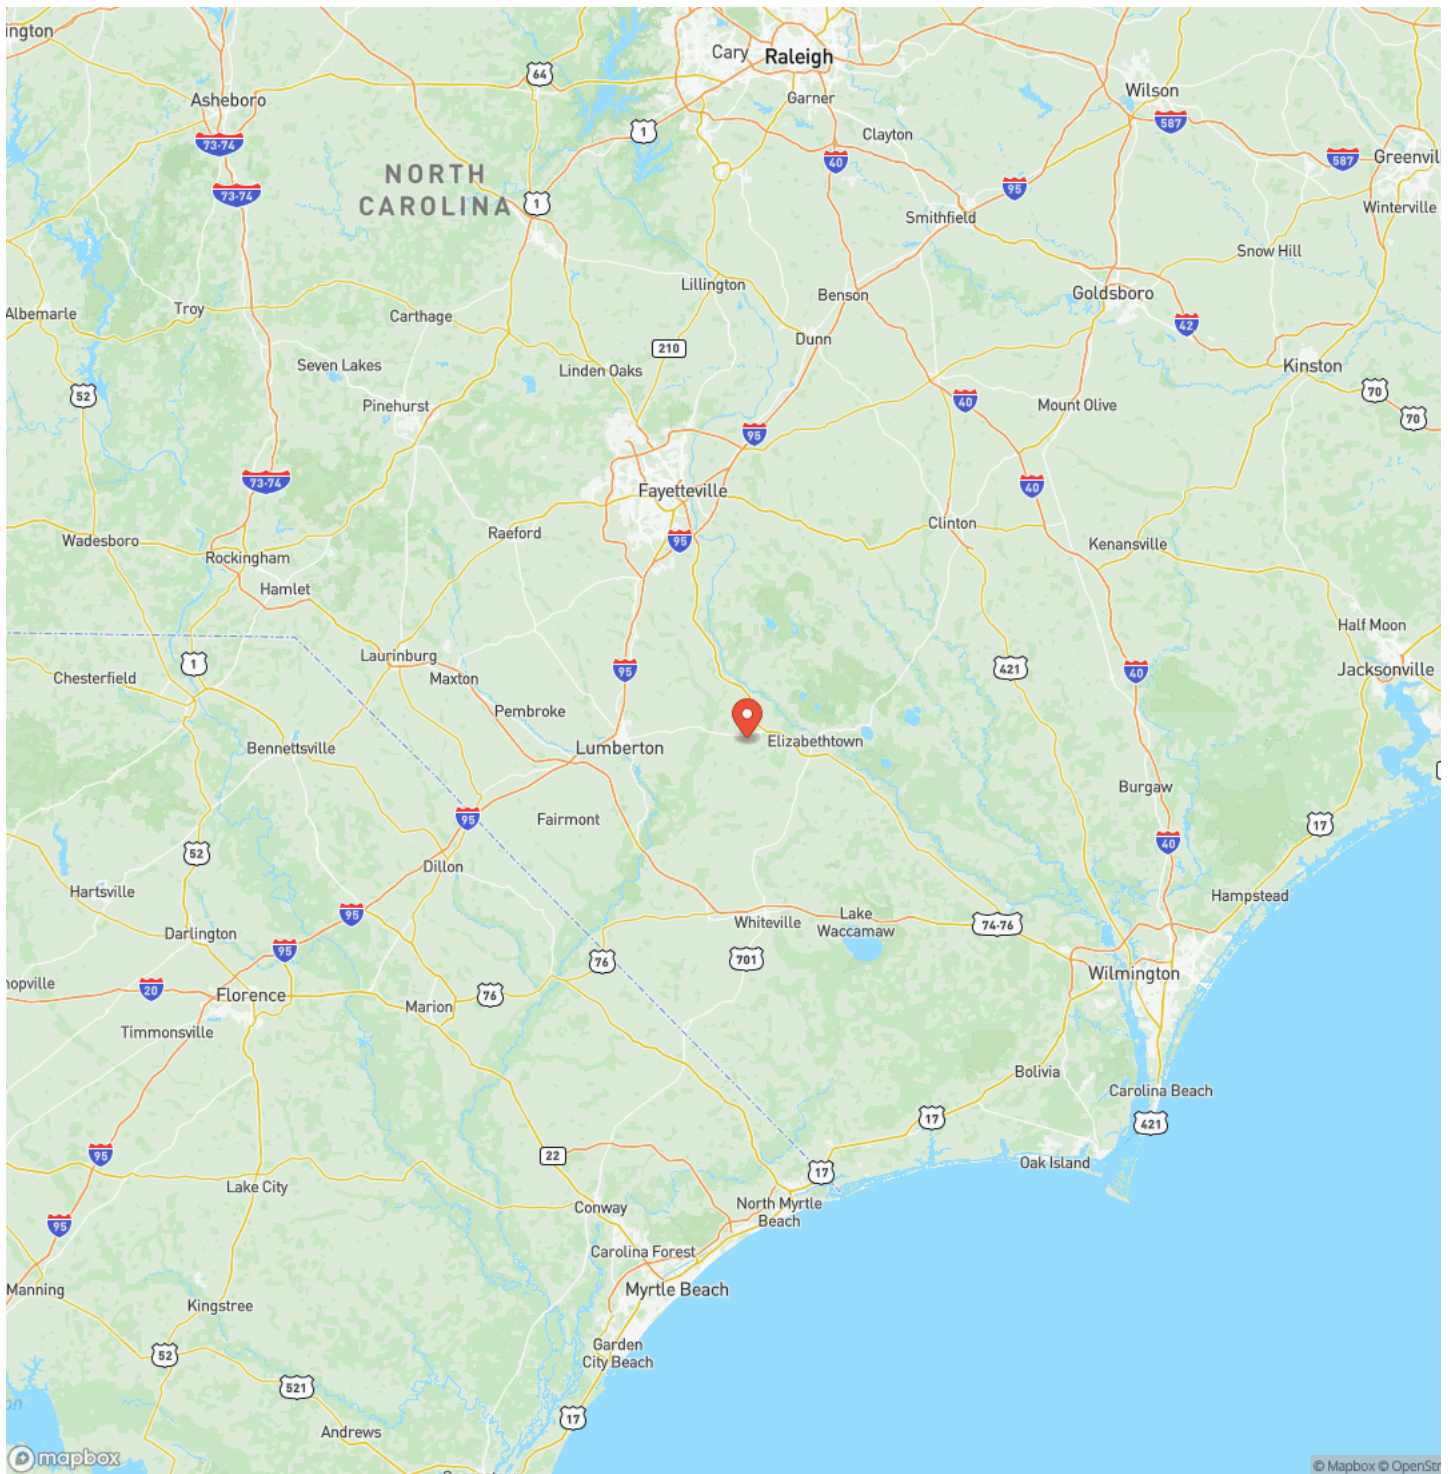 ington
Cary
Raleigh
64
Asheboro
Garner
Wilson
587
1
Clayton
73-74
40
587
Greenvil
NORTH
CAROLINA
73-74
95
1
Smithfield
Winterville
Snow Hill
Lillington
Benson
Goldsboro
Albemarle
Troy
Carthage
42
Dunn
210
Seven Lakes
Linden Oaks
Kinston
52
Pinehurst
40
Mount Olive
70
70
95
73-74
Fayetteville
40
Clinton
Raeford
95
Wadesboro
Kenansville
Rockingham
Hamlet
Half Moon
1
Laurinburg
95
421
40
Jacksonville
Chesterfield
Maxton
Pembroke
Bennettsville
Lumberton
Elizabethtown
Burgaw
95
Fairmont
17
52
Dillon
40
Hartsville
Hampstead
95
Whiteville
Lake
Waccamaw
74-76
Darlington
95
76
701
Wilmington
nopville
20
Florence
76
Marion
Timmonsville
Bolivia
Carolina Beach
17
421
95
22
Oak Island
17
Lake City
Conway
North Myrtle
Beach
95
Carolina Forest
Manning
Myrtle Beach
Kingstree
52
Garden
City Beach
521
17
Andrews
mapbox
© Mapbox © OpenStr